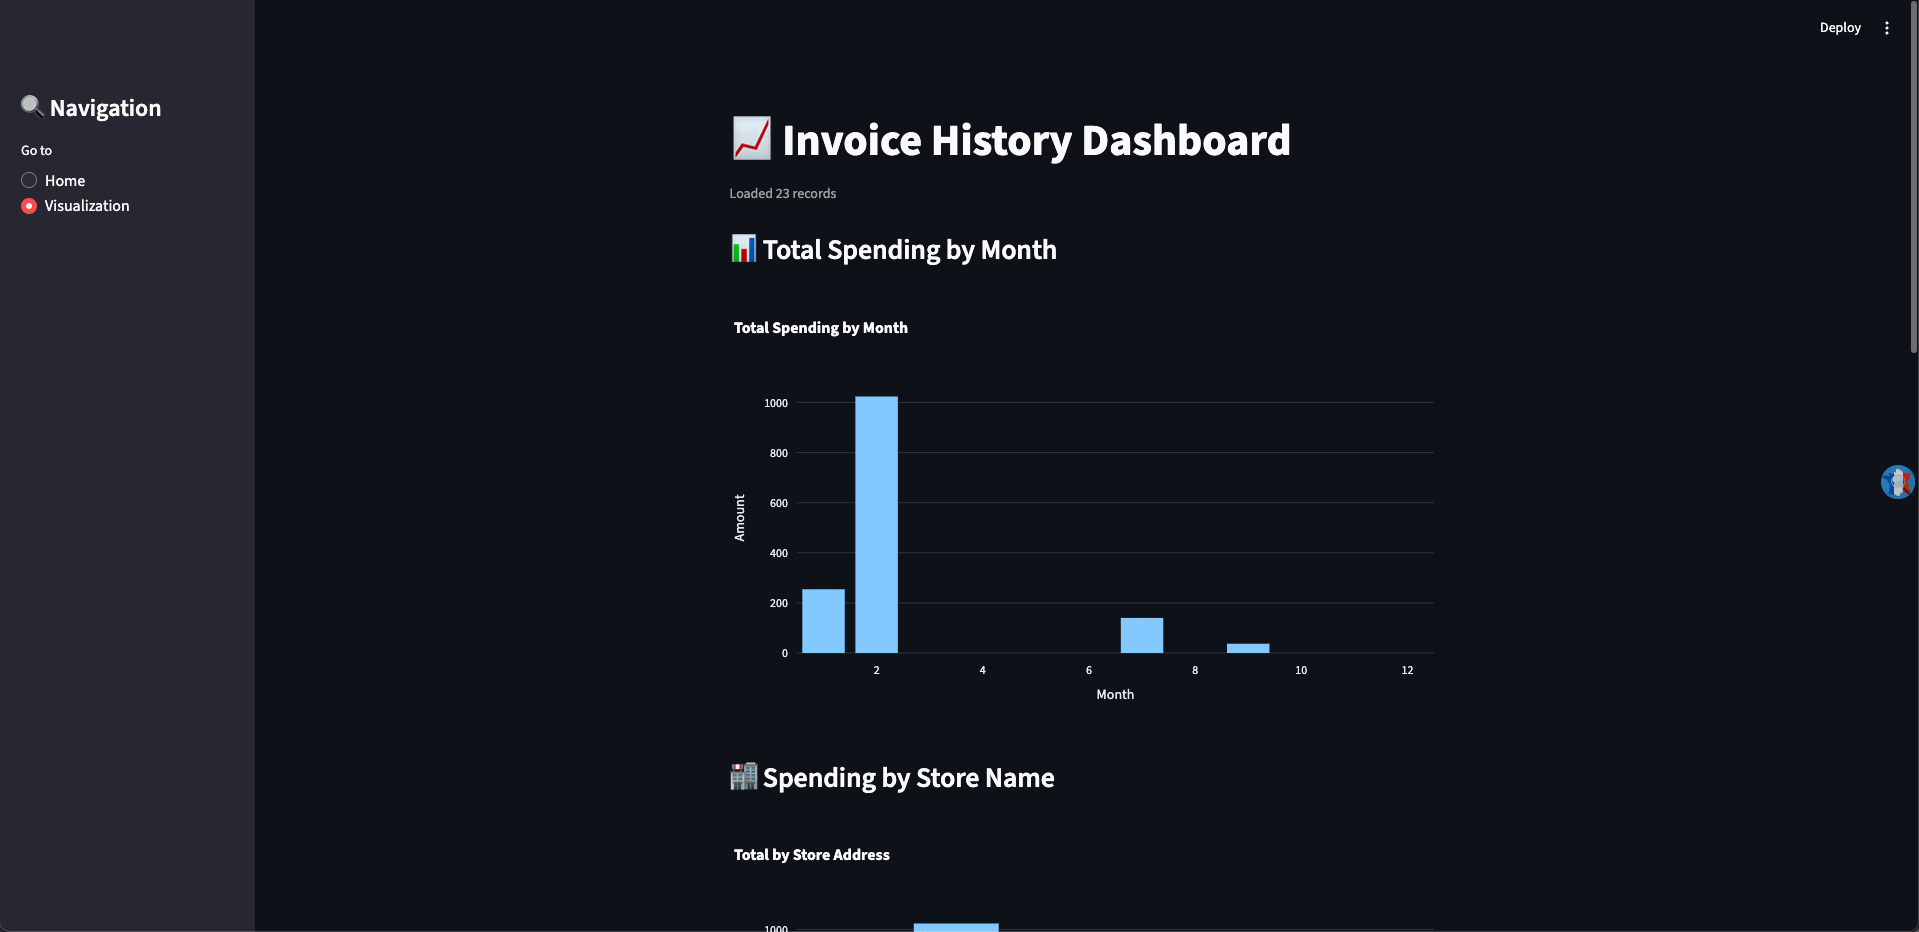 Deploy
Navigation
Go to
Home
Visualization
Invoice History Dashboard
Loaded 23 records
Total Spending by Month
Total Spending by Month
1000
800
600
400
200
0
Amount
2 4 6 8 10 12
Month
Spending by Store Name
Total by Store Address
1000